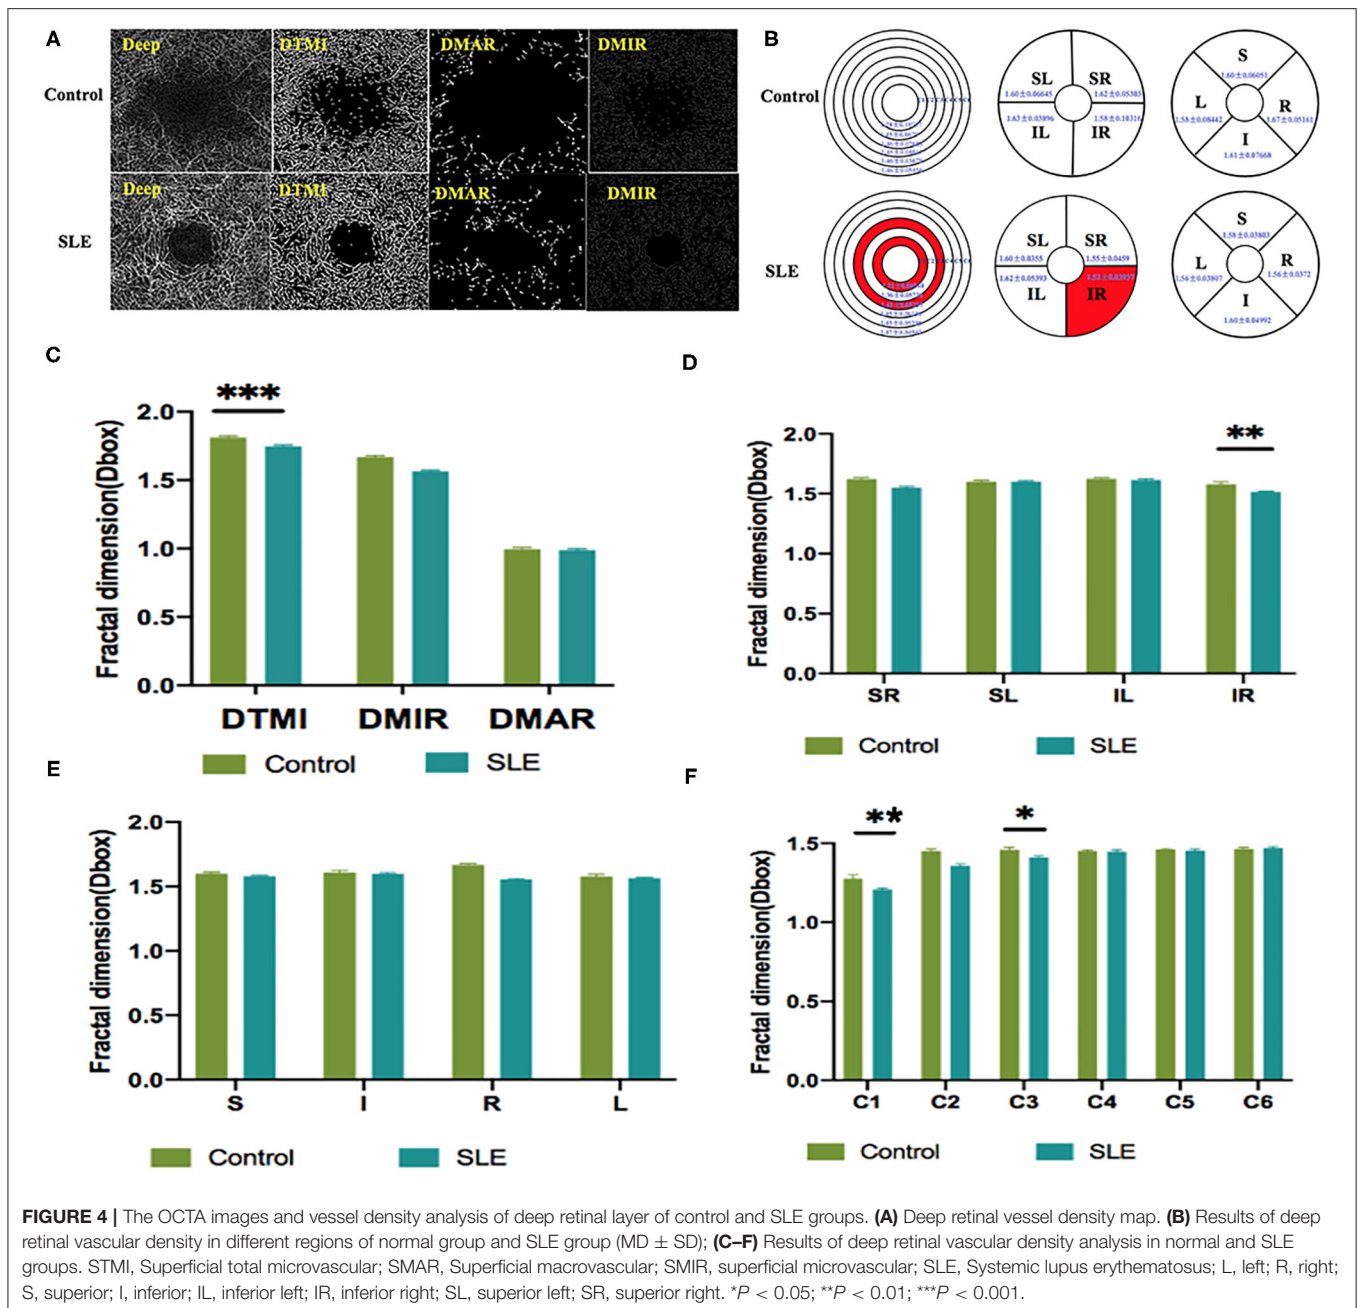 A
Deep
DTMI
DMAR
DMIR
Control
Deep
DTMI
DMAR
DMIR
SLE
B
Control
SL
1.60±0.06645
SR
1.62±0.05303
1.63±0.03896
IL
1.58±0.10316
IR
S
1.60±0.06051
L
1.58±0.08442
R
1.67±0.05161
I
1.61±0.07668
SLE
SL
1.60±0.0355
SR
1.55±0.0459
1.62±0.05393
IL
1.52±0.03937
IR
S
1.58±0.03803
L
1.56±0.03807
R
1.56±0.0372
I
1.60±0.04992
C
***
2.0
1.5
1.0
0.5
0.0
Fractal dimension(Dbox)
DTMI DMIR DMAR
Control SLE
D
**
2.0
1.5
1.0
0.5
0.0
Fractal dimension(Dbox)
SR SL IL IR
Control SLE
E
2.0
1.5
1.0
0.5
0.0
Fractal dimension(Dbox)
S I R L
Control SLE
F
** *
1.5
1.0
0.5
0.0
Fractal dimension(Dbox)
C1 C2 C3 C4 C5 C6
Control SLE
FIGURE 4 | The OCTA images and vessel density analysis of deep retinal layer of control and SLE groups. (A) Deep retinal vessel density map. (B) Results of deep
retinal vascular density in different regions of normal group and SLE group (MD ± SD); (C–F) Results of deep retinal vascular density analysis in normal and SLE
groups. STMI, Superficial total microvascular; SMAR, Superficial macrovascular; SMIR, superficial microvascular; SLE, Systemic lupus erythematosus; L, left; R, right;
S, superior; I, inferior; IL, inferior left; IR, inferior right; SL, superior left; SR, superior right. *P < 0.05; **P < 0.01; ***P < 0.001.